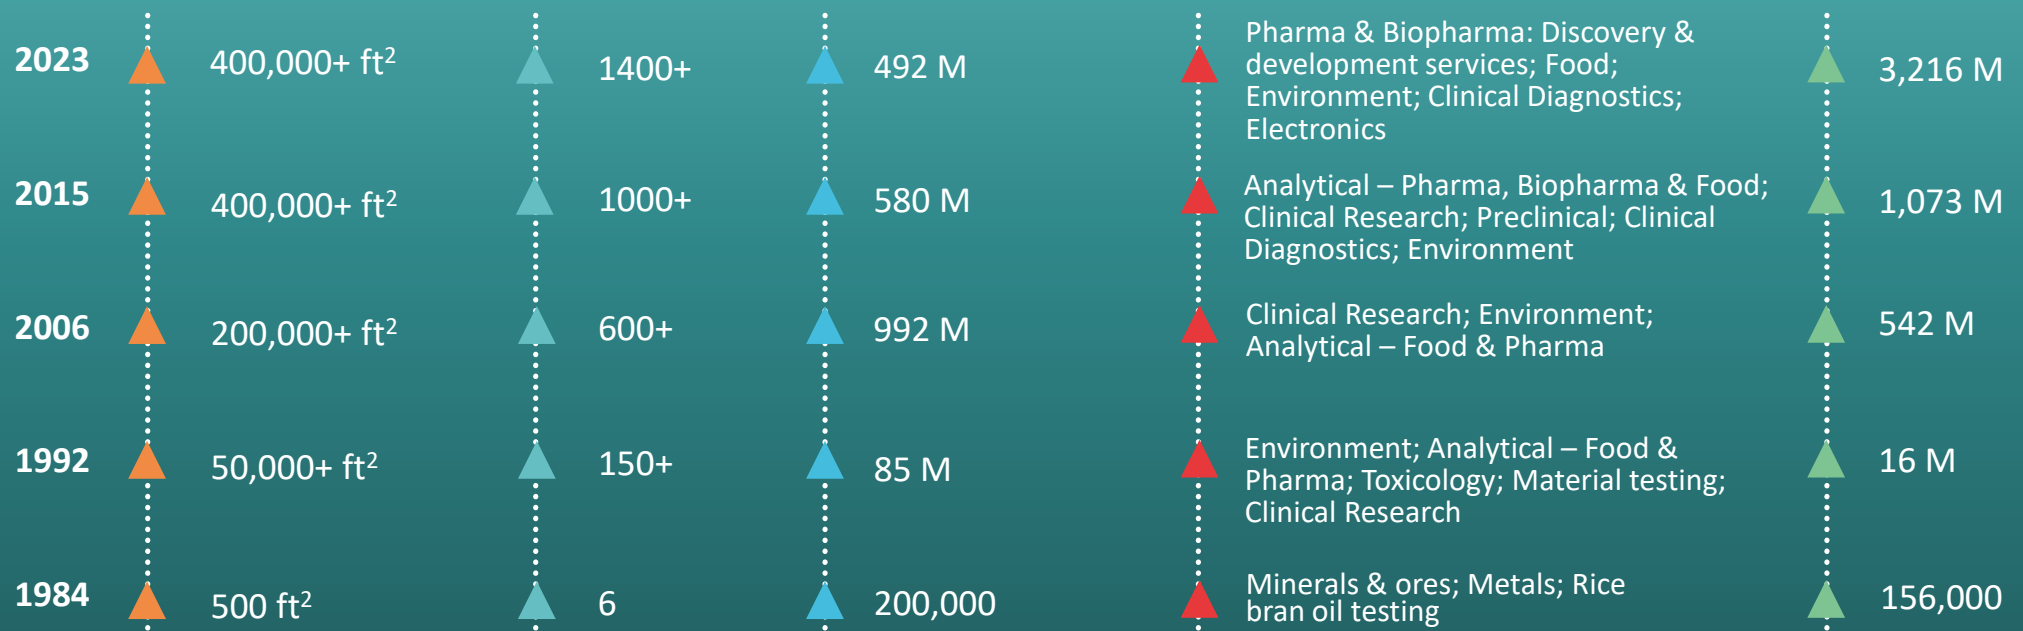 2023
400,000+ ft²
1400+
492 M
Pharma & Biopharma: Discovery &
development services; Food;
Environment; Clinical Diagnostics;
Electronics
3,216 M
2015
400,000+ ft²
1000+
580 M
Analytical – Pharma, Biopharma & Food;
Clinical Research; Preclinical; Clinical
Diagnostics; Environment
1,073 M
2006
200,000+ ft²
600+
992 M
Clinical Research; Environment;
Analytical – Food & Pharma
542 M
1992
50,000+ ft²
150+
85 M
Environment; Analytical – Food &
Pharma; Toxicology; Material testing;
Clinical Research
16 M
1984
500 ft²
6
200,000
Minerals & ores; Metals; Rice
bran oil testing
156,000